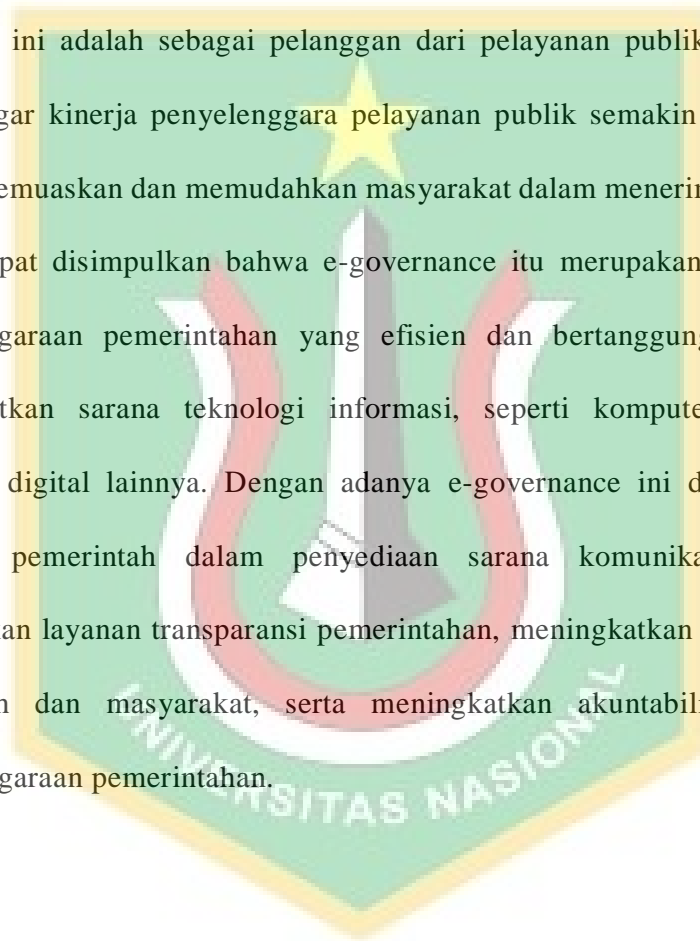 ini adalah sebagai pelanggan dari pelayanan publik
gar kinerja penyelenggara pelayanan publik semakin
emuaskan dan memudahkan masyarakat dalam menerin
pat disimpulkan bahwa e-governance itu merupakan
garaan pemerintahan yang efisien dan bertanggung
tkan sarana teknologi informasi, seperti kompute
digital lainnya. Dengan adanya e-governance ini d
pemerintah dalam penyediaan sarana komunika
kan layanan transparansi pemerintahan, meningkatkan
n dan masyarakat, serta meningkatkan akuntabili
garaan pemerintahan.
UNIVERSITAS NASIONAL